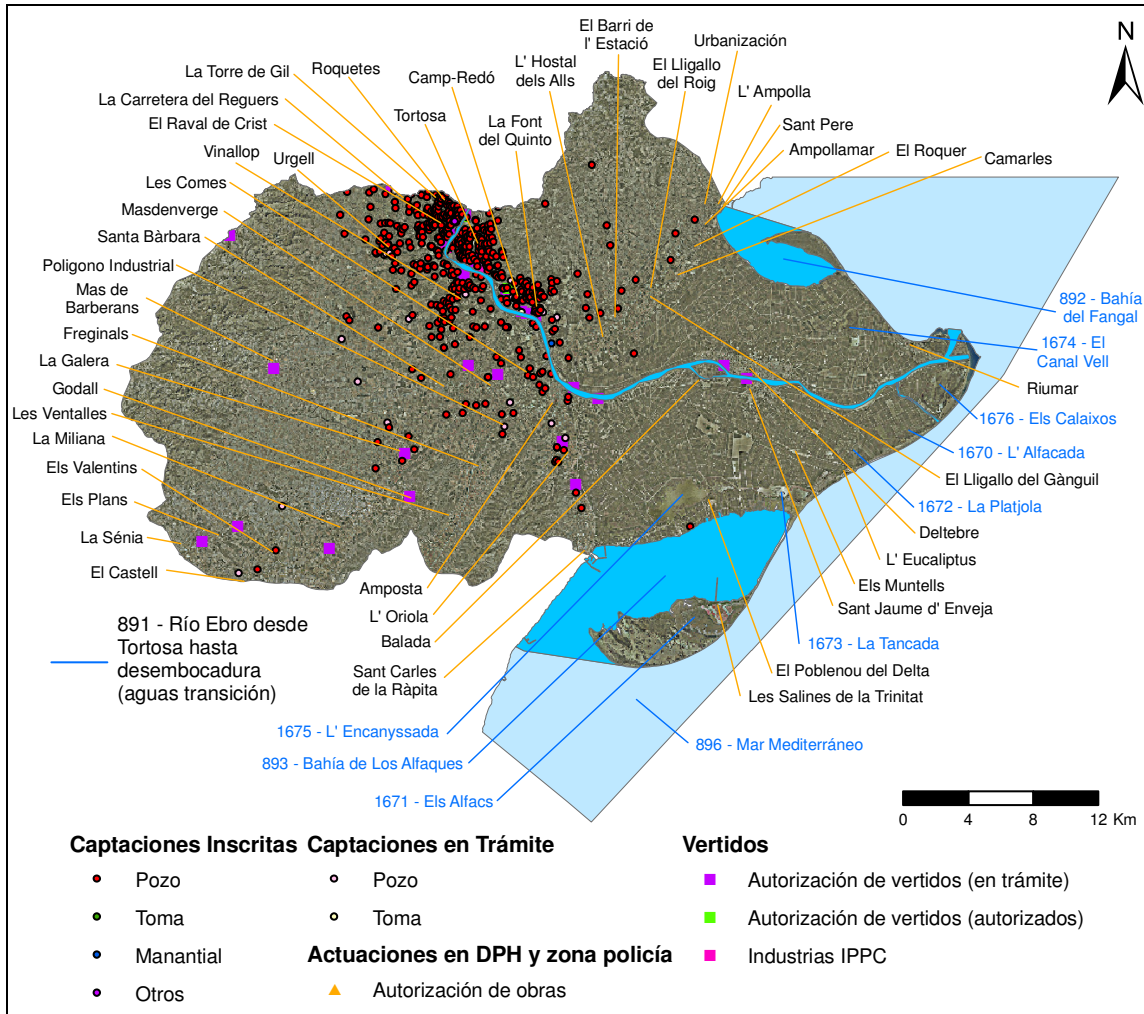 N
El Barri de
l' Estació
Urbanización
La Torre de Gil
Roquetes
Camp-Redó
L' Hostal
dels Alls
El Lligallo
del Roig
La Carretera del Reguers
L' Ampolla
El Raval de Crist
Tortosa
La Font
del Quinto
Sant Pere
Vinallop
Urgell
Ampollamar
El Roquer
Camarles
Les Comes
Masdenverge
Santa Bàrbara
Poligono Industrial
Mas de
Barberans
Freginals
La Galera
Godall
Les Ventalles
La Miliana
Els Valentins
Els Plans
La Sénia
El Castell
892 - Bahía
del Fangal
1674 - El
Canal Vell
Riumar
1676 - Els Calaixos
1670 - L' Alfacada
El Lligallo del Gànguil
1672 - La Platjola
Deltebre
L' Eucaliptus
Els Muntells
Sant Jaume d' Enveja
1673 - La Tancada
El Poblenou del Delta
Les Salines de la Trinitat
Amposta
L' Oriola
Balada
Sant Carles
de la Ràpita
891 - Río Ebro desde
Tortosa hasta
desembocadura
(aguas transición)
1675 - L' Encanyssada
893 - Bahía de Los Alfaques
1671 - Els Alfacs
896 - Mar Mediterráneo
0 4 8 12 Km
Captaciones Inscritas
Pozo
Toma
Manantial
Otros
Captaciones en Trámite
Pozo
Toma
Actuaciones en DPH y zona policía
Autorización de obras
Vertidos
Autorización de vertidos (en trámite)
Autorización de vertidos (autorizados)
Industrias IPPC